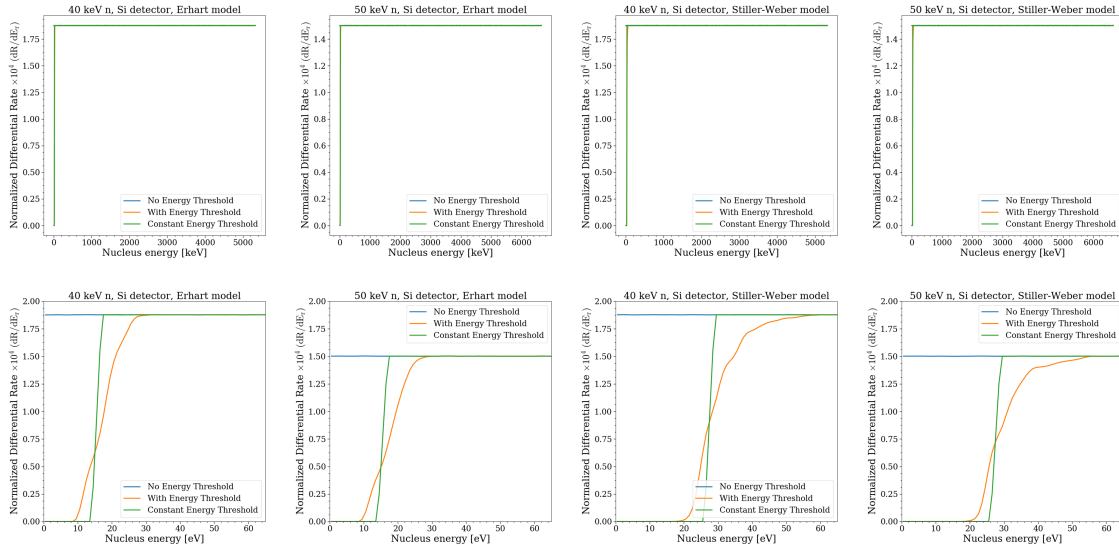 40 keV n, Si detector, Erhart model
Normalized Differential Rate ×10⁴ (dR/dEᵣ)
1.75
1.50
1.25
1.00
0.75
0.50
0.25
0.00
No Energy Threshold
With Energy Threshold
Constant Energy Threshold
0 1000 2000 3000 4000 5000
Nucleus energy [keV]
50 keV n, Si detector, Erhart model
Normalized Differential Rate ×10⁴ (dR/dEᵣ)
1.4
1.2
1.0
0.8
0.6
0.4
0.2
0.0
No Energy Threshold
With Energy Threshold
Constant Energy Threshold
0 1000 2000 3000 4000 5000 6000
Nucleus energy [keV]
40 keV n, Si detector, Stiller-Weber model
Normalized Differential Rate ×10⁴ (dR/dEᵣ)
1.75
1.50
1.25
1.00
0.75
0.50
0.25
0.00
No Energy Threshold
With Energy Threshold
Constant Energy Threshold
0 1000 2000 3000 4000 5000
Nucleus energy [keV]
50 keV n, Si detector, Stiller-Weber model
Normalized Differential Rate ×10⁴ (dR/dEᵣ)
1.4
1.2
1.0
0.8
0.6
0.4
0.2
0.0
No Energy Threshold
With Energy Threshold
Constant Energy Threshold
0 1000 2000 3000 4000 5000 6000
Nucleus energy [keV]
40 keV n, Si detector, Erhart model
Normalized Differential Rate ×10⁴ (dR/dEᵣ)
2.00
1.75
1.50
1.25
1.00
0.75
0.50
0.25
0.00
No Energy Threshold
With Energy Threshold
Constant Energy Threshold
0 10 20 30 40 50 60
Nucleus energy [eV]
50 keV n, Si detector, Erhart model
Normalized Differential Rate ×10⁴ (dR/dEᵣ)
2.00
1.75
1.50
1.25
1.00
0.75
0.50
0.25
0.00
No Energy Threshold
With Energy Threshold
Constant Energy Threshold
0 10 20 30 40 50 60
Nucleus energy [eV]
40 keV n, Si detector, Stiller-Weber model
Normalized Differential Rate ×10⁴ (dR/dEᵣ)
2.00
1.75
1.50
1.25
1.00
0.75
0.50
0.25
0.00
No Energy Threshold
With Energy Threshold
Constant Energy Threshold
0 10 20 30 40 50 60
Nucleus energy [eV]
50 keV n, Si detector, Stiller-Weber model
Normalized Differential Rate ×10⁴ (dR/dEᵣ)
2.00
1.75
1.50
1.25
1.00
0.75
0.50
0.25
0.00
No Energy Threshold
With Energy Threshold
Constant Energy Threshold
0 10 20 30 40 50 60
Nucleus energy [eV]